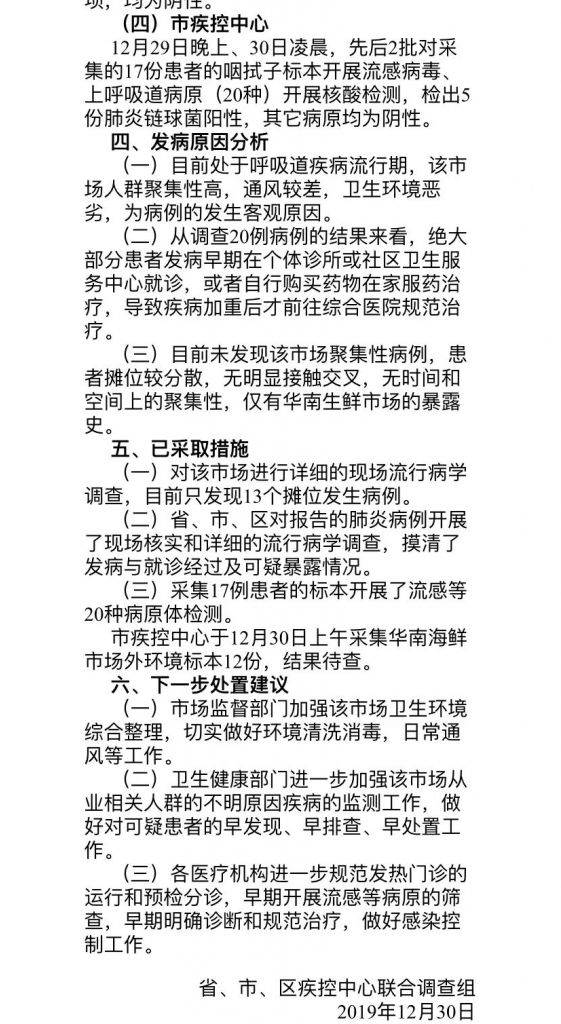 项，均为阴性。
（四）市疾控中心
12月29日晚上、30日凌晨，先后2批对采
集的17份患者的咽拭子标本开展流感病毒、
上呼吸道病原（20种）开展核酸检测，检出5
份肺炎链球菌阳性，其它病原均为阴性。
四、发病原因分析
（一）目前处于呼吸道疾病流行期，该市
场人群聚集性高，通风较差，卫生环境恶
劣，为病例的发生客观原因。
（二）从调查20例病例的结果来看，绝大
部分患者发病早期在个体诊所或社区卫生服
务中心就诊，或者自行购买药物在家服药治
疗，导致疾病加重后才前往综合医院规范治
疗。
（三）目前未发现该市场聚集性病例，患
者摊位较分散，无明显接触交叉，无时间和
空间上的聚集性，仅有华南生鲜市场的暴露
史。
五、已采取措施
（一）对该市场进行详细的现场流行病学
调查，目前只发现13个摊位发生病例。
（二）省、市、区对报告的肺炎病例开展
了现场核实和详细的流行病学调查，摸清了
发病与就诊经过及可疑暴露情况。
（三）采集17例患者的标本开展了流感等
20种病原体检测。
市疾控中心于12月30日上午采集华南海鲜
市场外环境标本12份，结果待查。
六、下一步处置建议
（一）市场监督部门加强该市场卫生环境
综合整理，切实做好环境清洗消毒，日常通
风等工作。
（二）卫生健康部门进一步加强该市场从
业相关人群的不明原因疾病的监测工作，做
好对可疑患者的早发现、早排查、早处置工
作。
（三）各医疗机构进一步规范发热门诊的
运行和预检分诊，早期开展流感等病原的筛
查，早期明确诊断和规范治疗，做好感染控
制工作。
省、市、区疾控中心联合调查组
2019年12月30日